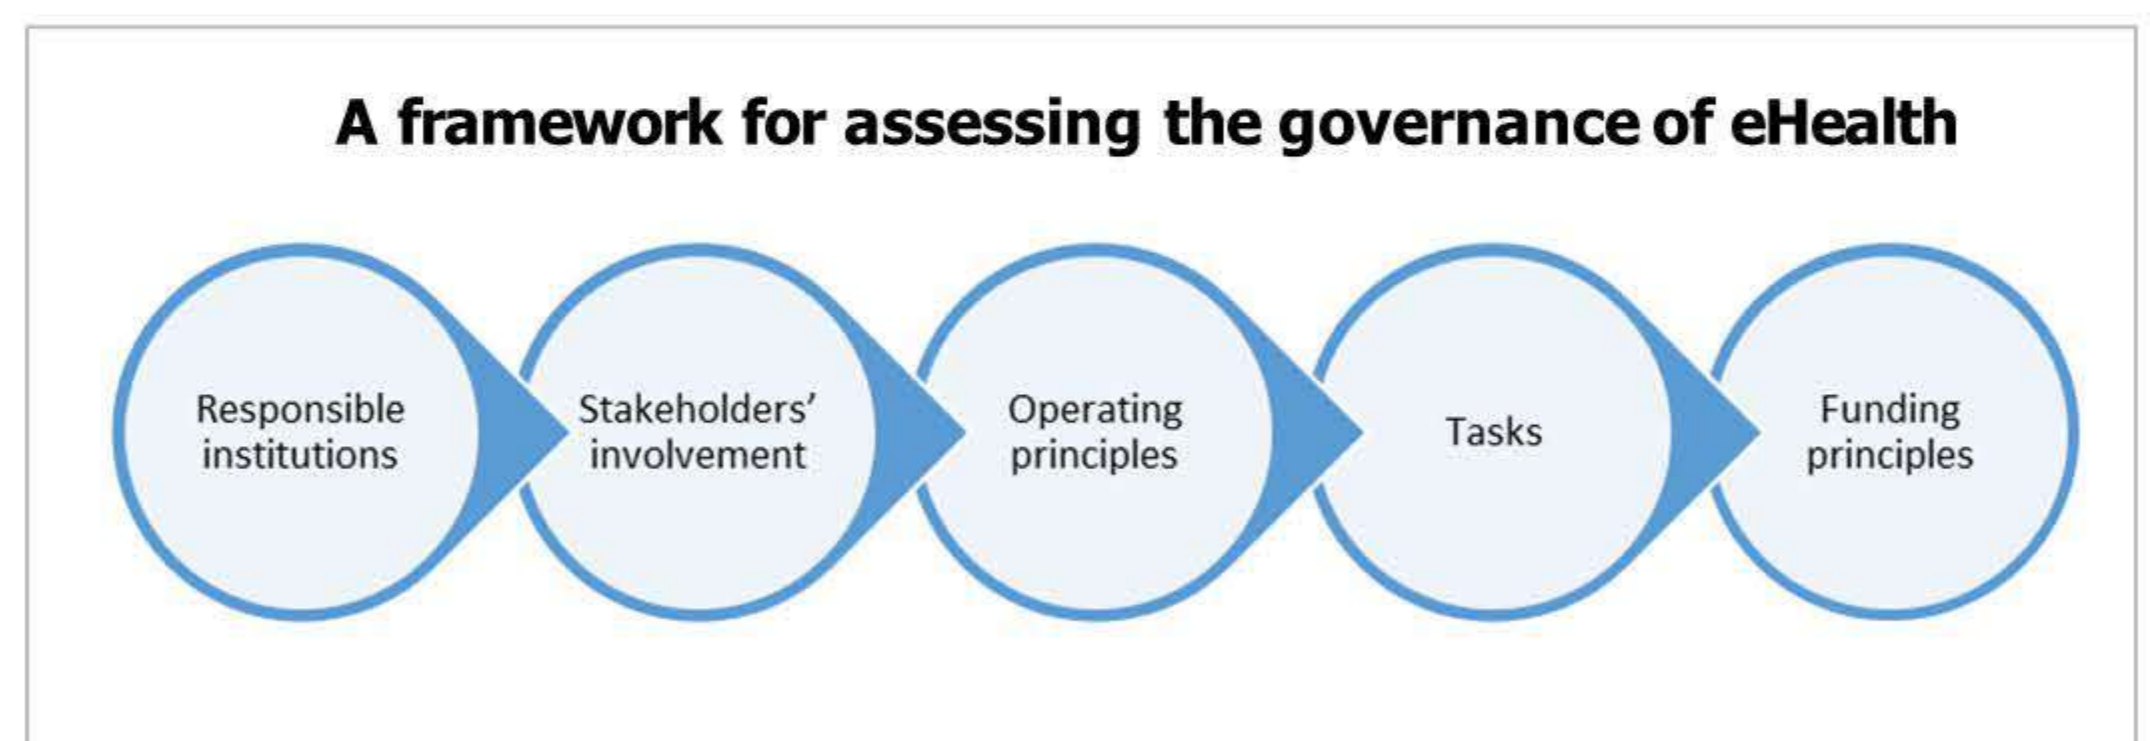 A framework for assessing the governance of eHealth
Responsible
institutions
Stakeholders’
involvement
Operating
principles
Tasks
Funding
principles